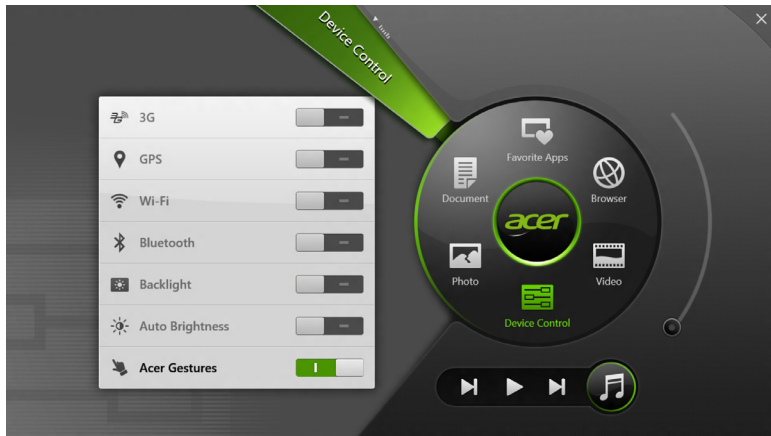 Device Control
3G
GPS
Wi-Fi
Bluetooth
Backlight
Auto Brightness
Acer Gestures
Favorite Apps
Document
Browser
acer
Photo
Video
Device Control